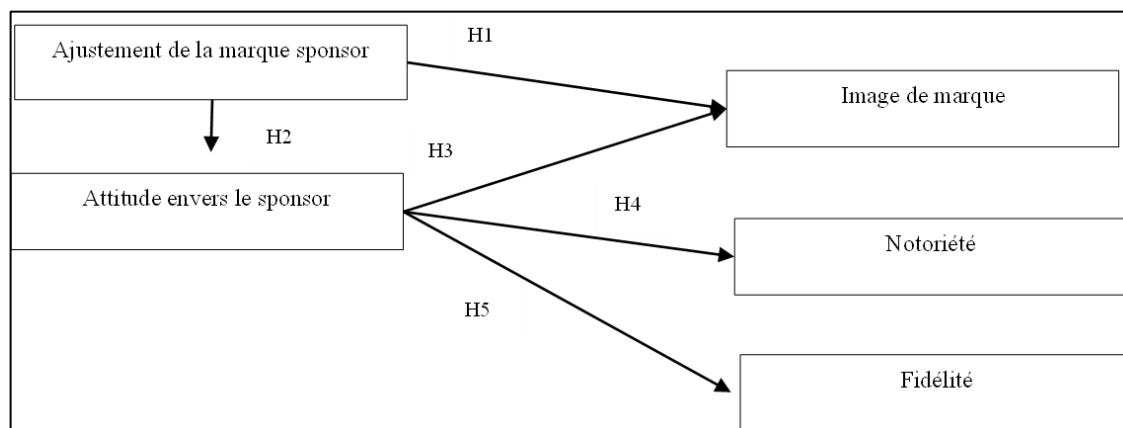 Ajustement de la marque sponsor
H1
Image de marque
H2
H3
Attitude envers le sponsor
H4
Notoriété
H5
Fidélité